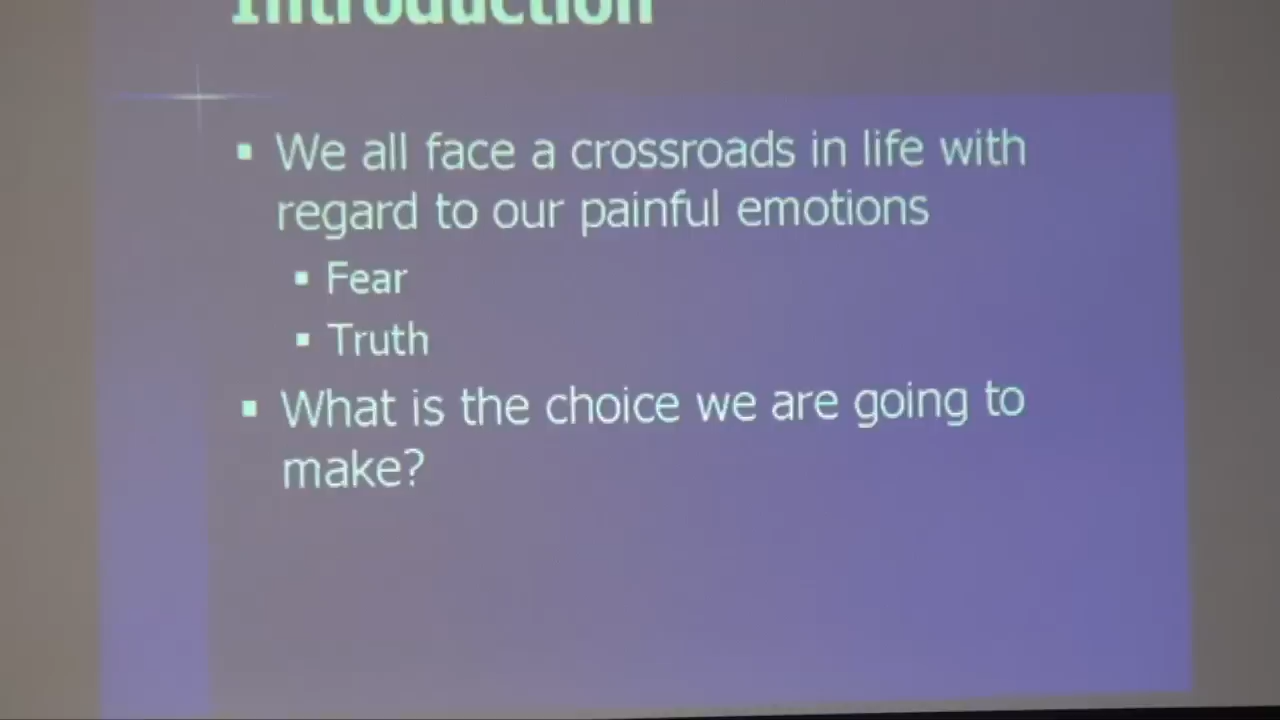 Introduction
▪ We all face a crossroads in life with
regard to our painful emotions
▪ Fear
▪ Truth
▪ What is the choice we are going to
make?